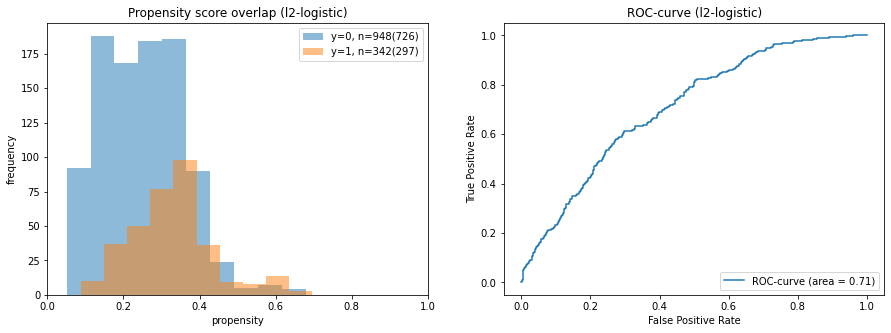 Propensity score overlap (l2-logistic)
y=0, n=948(726)
y=1, n=342(297)
frequency
175
150
125
100
75
50
25
0
0.0 0.2 0.4 0.6 0.8 1.0
propensity
ROC-curve (l2-logistic)
True Positive Rate
1.0
0.8
0.6
0.4
0.2
0.0
ROC-curve (area = 0.71)
0.0 0.2 0.4 0.6 0.8 1.0
False Positive Rate